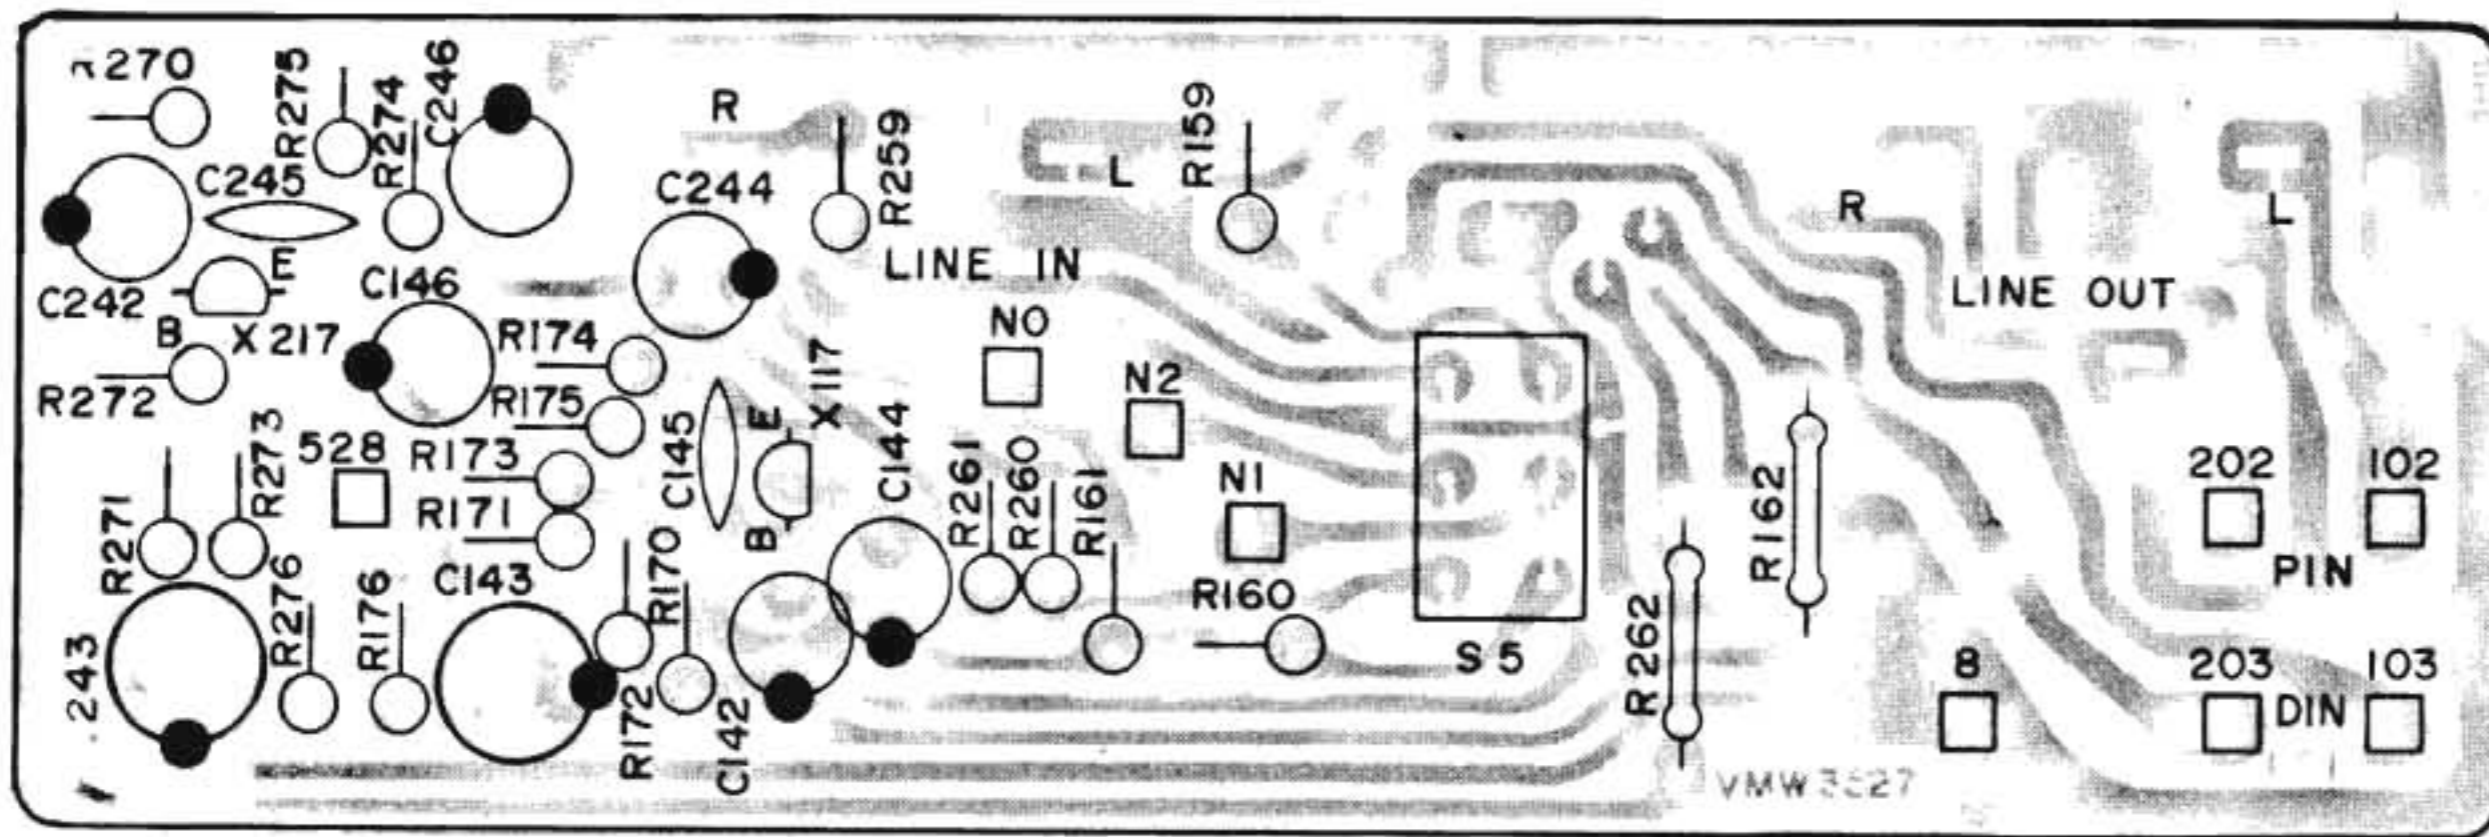 R270
R275
R274
C246
C245
C242
E
B
X217
C146
R272
R174
R175
528
R173
R171
R273
R271
R276
R176
C143
243
R172
R170
C142
C145
E
X117
B
C144
C244
R
R259
LINE IN
L
R159
N0
N2
N1
R261
R260
R161
R160
S5
R262
R162
R
L
LINE OUT
202
102
PIN
8
203
103
DIN